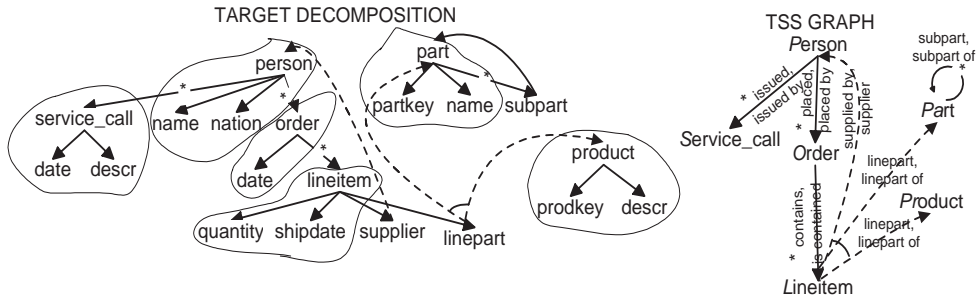 TARGET DECOMPOSITION
person
*
service_call
name nation
*
order
date descr
date
*
lineitem
quantity shipdate supplier
linepart
part
*
partkey name subpart
product
prodkey descr
TSS GRAPH
Person
subpart,
subpart of
*
* issued,
issued by
* placed,
placed by
supplied by,
supplier
Part
Service_call
Order
linepart,
linepart of
Product
linepart,
linepart of
* contains,
is contained
Lineitem